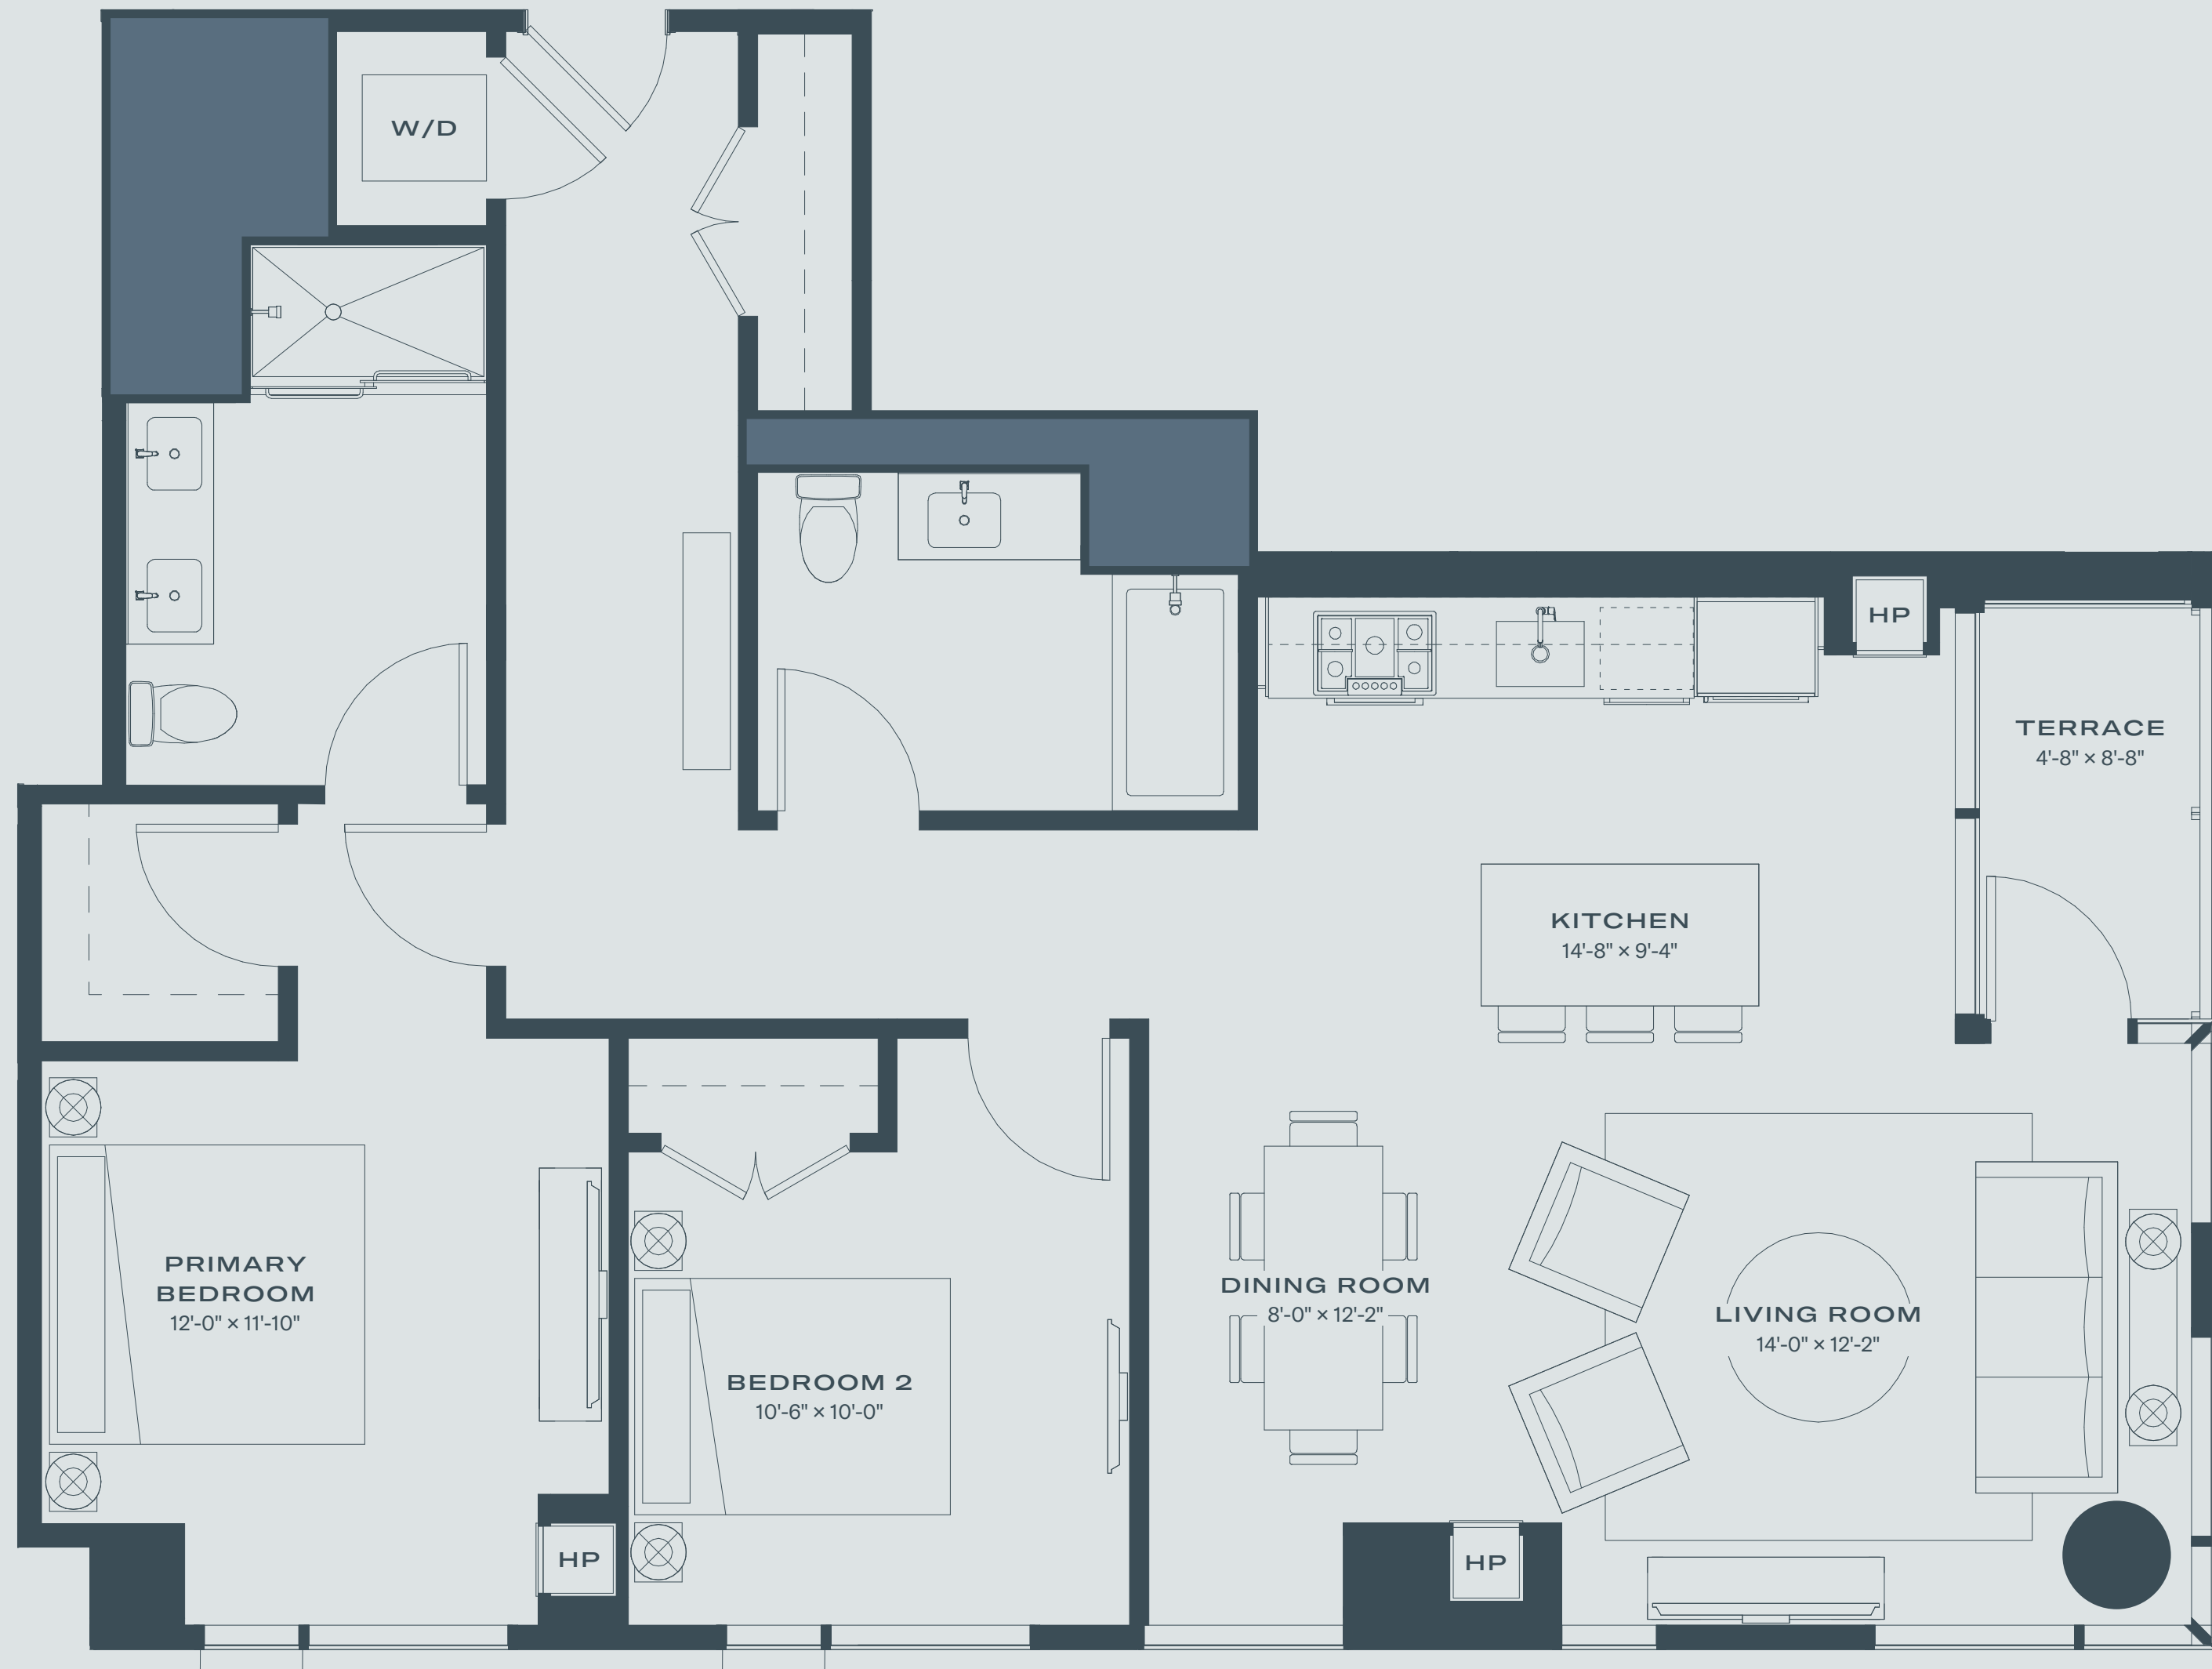 W/D
HP
TERRACE
4'-8" × 8'-8"
KITCHEN
14'-8" × 9'-4"
PRIMARY
BEDROOM
12'-0" × 11'-10"
BEDROOM 2
10'-6" × 10'-0"
DINING ROOM
8'-0" × 12'-2"
LIVING ROOM
14'-0" × 12'-2"
HP
HP